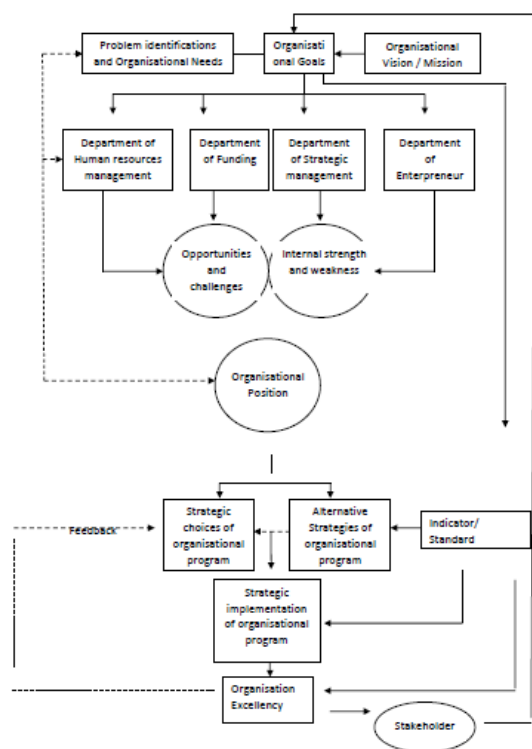 Problem identifications
and Organisational Needs
Organisati
onal Goals
Organisational
Vision / Mission
Department of
Human resources
management
Department
of Funding
Department
of Strategic
management
Department
of
Enterpreneur
Opportunities
and
challenges
Internal strength
and weakness
Organisational
Position
Feedback
Strategic
choices of
organisational
program
Alternative
Strategies of
organisational
program
Indicator/
Standard
Strategic
implementation
of organisational
program
Organisation
Excellency
Stakeholder